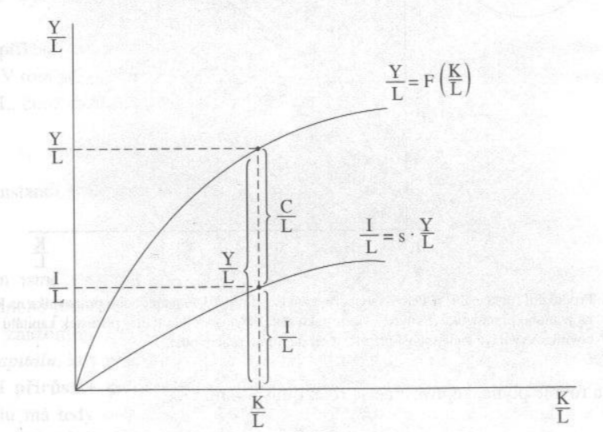 Y/L
Y/L = F (K/L)
Y/L
C/L
I/L = s · Y/L
Y/L
I/L
I/L
K/L
K/L